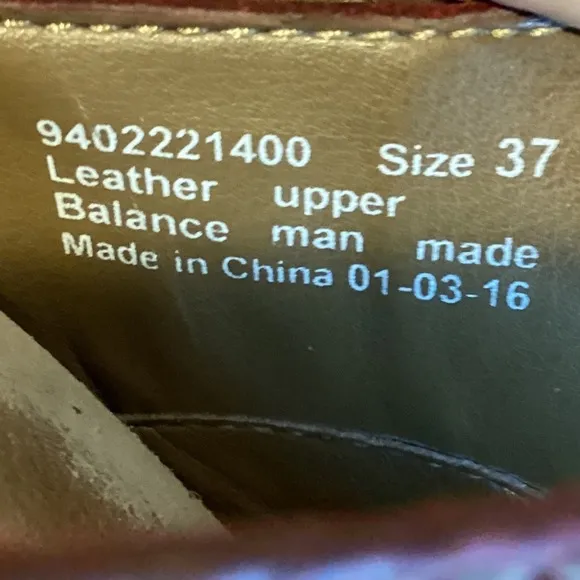 9402221400 Size 37
Leather upper
Balance man made
Made in China 01-03-16